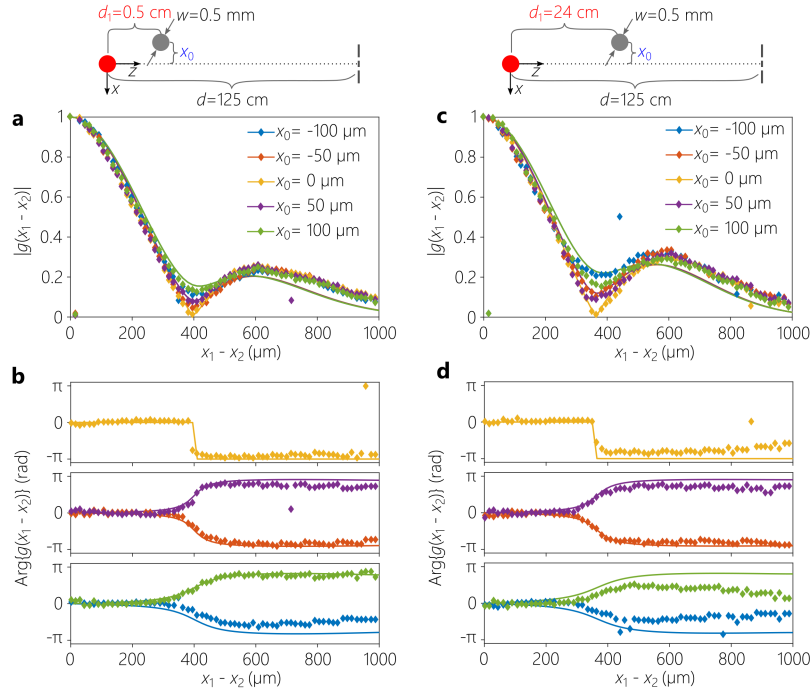 d₁=0.5 cm
w=0.5 mm
x₀
z
x
d=125 cm
d₁=24 cm
w=0.5 mm
x₀
z
x
d=125 cm
a
|g(x₁ - x₂)|
1
0.8
0.6
0.4
0.2
0
x₀= -100 µm
x₀= -50 µm
x₀= 0 µm
x₀= 50 µm
x₀= 100 µm
0 200 400 600 800 1000
x₁ - x₂ (µm)
c
|g(x₁ - x₂)|
1
0.8
0.6
0.4
0.2
0
x₀= -100 µm
x₀= -50 µm
x₀= 0 µm
x₀= 50 µm
x₀= 100 µm
0 200 400 600 800 1000
x₁ - x₂ (µm)
b
Arg{g(x₁ - x₂)} (rad)
π
0
-π
π
0
-π
π
0
-π
0 200 400 600 800 1000
x₁ - x₂ (µm)
d
Arg{g(x₁ - x₂)} (rad)
π
0
-π
π
0
-π
π
0
-π
0 200 400 600 800 1000
x₁ - x₂ (µm)